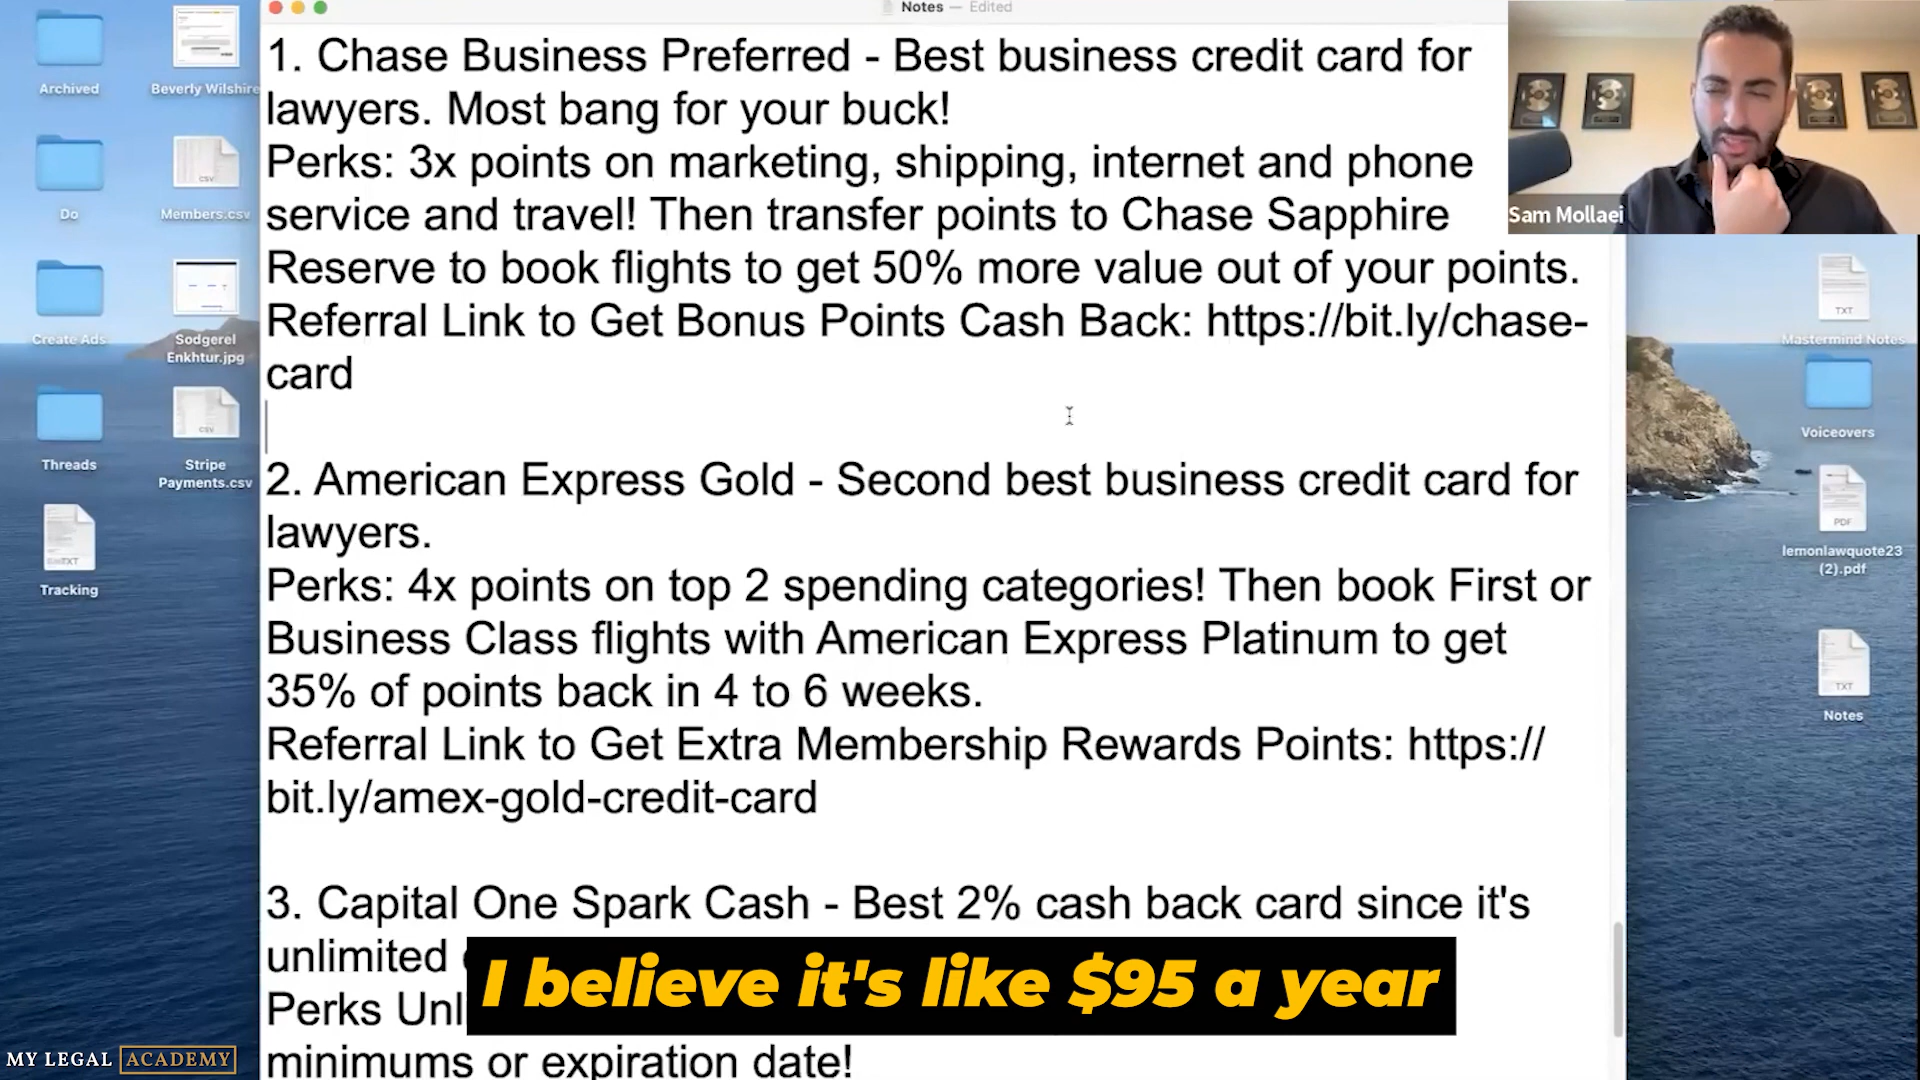 Notes — Edited
1. Chase Business Preferred - Best business credit card for
lawyers. Most bang for your buck!
Perks: 3x points on marketing, shipping, internet and phone
service and travel! Then transfer points to Chase Sapphire
Reserve to book flights to get 50% more value out of your points.
Referral Link to Get Bonus Points Cash Back: https://bit.ly/chase-
card
2. American Express Gold - Second best business credit card for
lawyers.
Perks: 4x points on top 2 spending categories! Then book First or
Business Class flights with American Express Platinum to get
35% of points back in 4 to 6 weeks.
Referral Link to Get Extra Membership Rewards Points: https://
bit.ly/amex-gold-credit-card
3. Capital One Spark Cash - Best 2% cash back card since it's
unlimited
Perks
minimums or expiration date!
I believe it's like $95 a year
Sam Mollaei
Archived
Beverly Wilshire
Do
CSV
Members.csv
Create Ads
Sodgerel
Enkhtur.jpg
Threads
CSV
Stripe
Payments.csv
TXT
Tracking
TXT
Mastermind Notes
Voiceovers
PDF
lemonlawquote23
(2).pdf
TXT
Notes
MY LEGAL ACADEMY